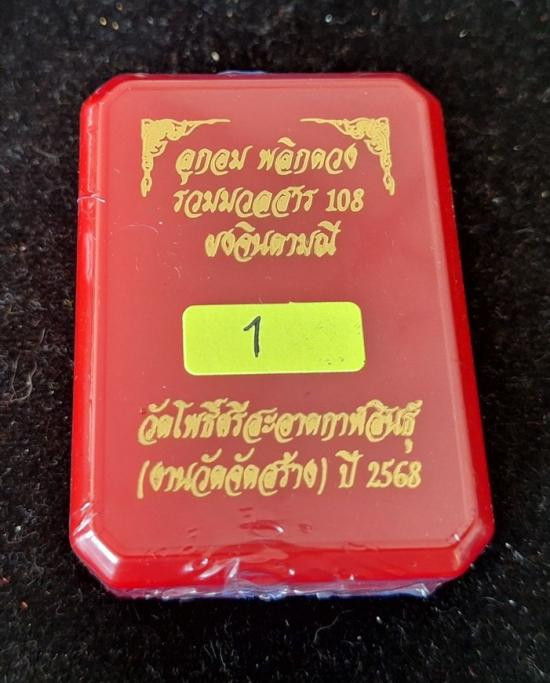 ลูกอม พลิกดวง
รวมมวลสาร 108
ผงจินดามณี
1
วัดโพธิ์ศรีสะอาดกาฬสินธุ์
(งานวัดจัดสร้าง) ปี 2568